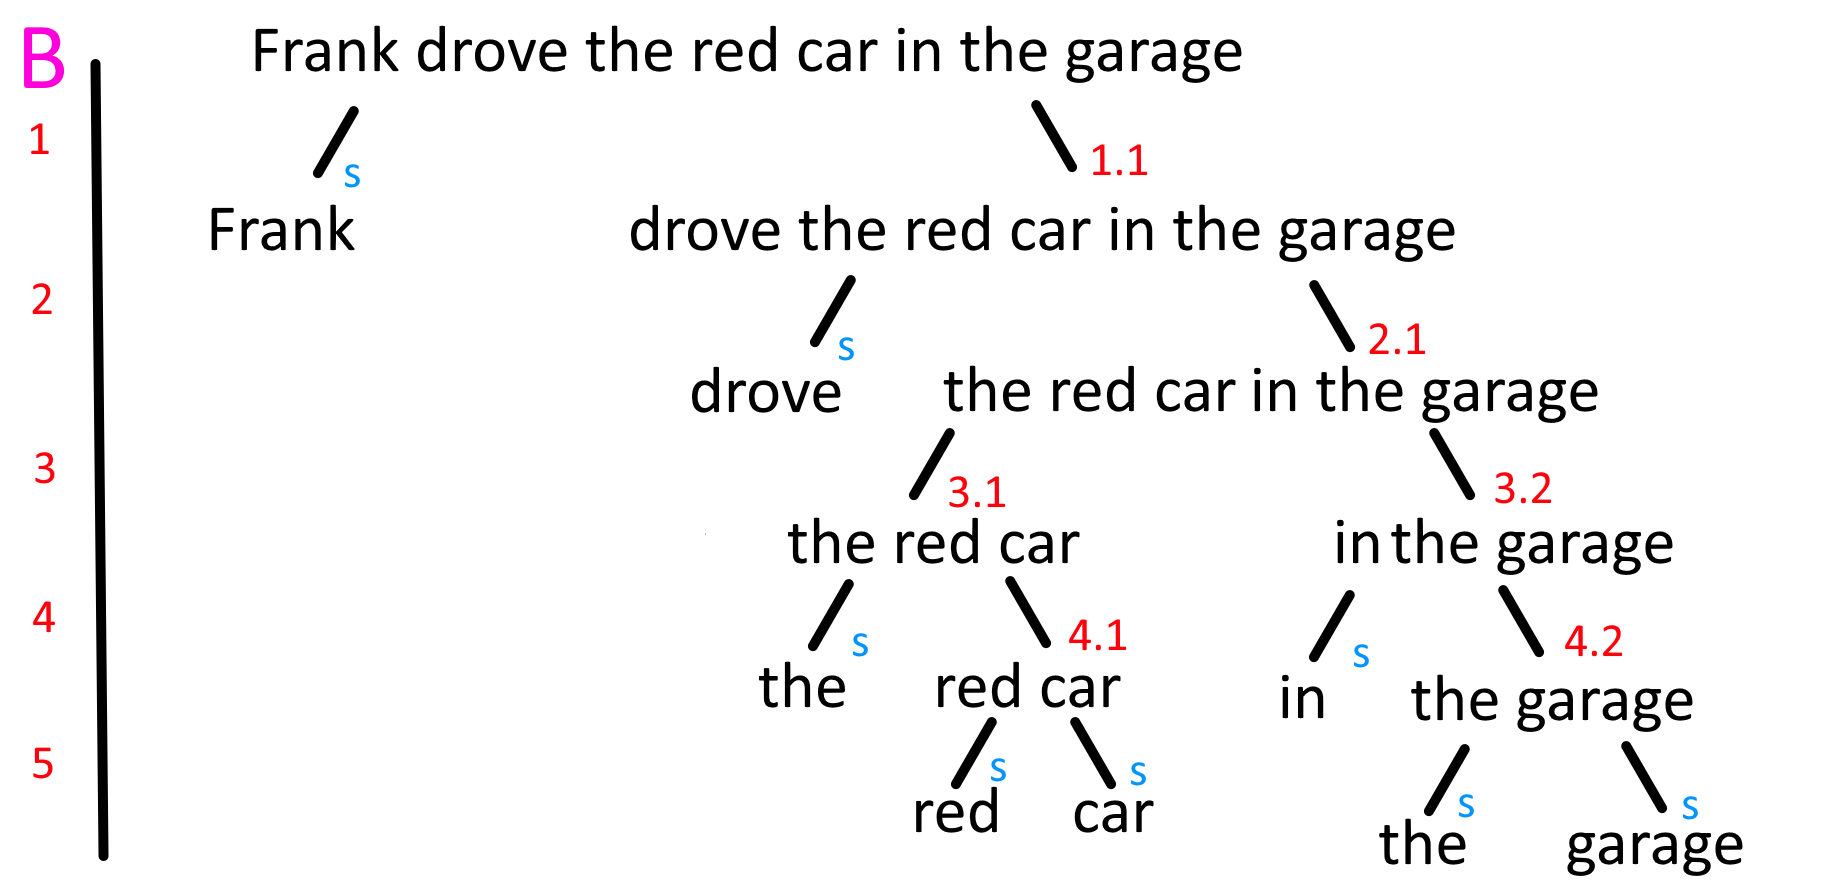 B
Frank drove the red car in the garage
1
s
1.1
Frank
drove the red car in the garage
2
s
2.1
drove
the red car in the garage
3
3.1
3.2
the red car
in the garage
4
s
4.1
s
4.2
the
red car
in
the garage
5
s
s
s
s
red
car
the
garage